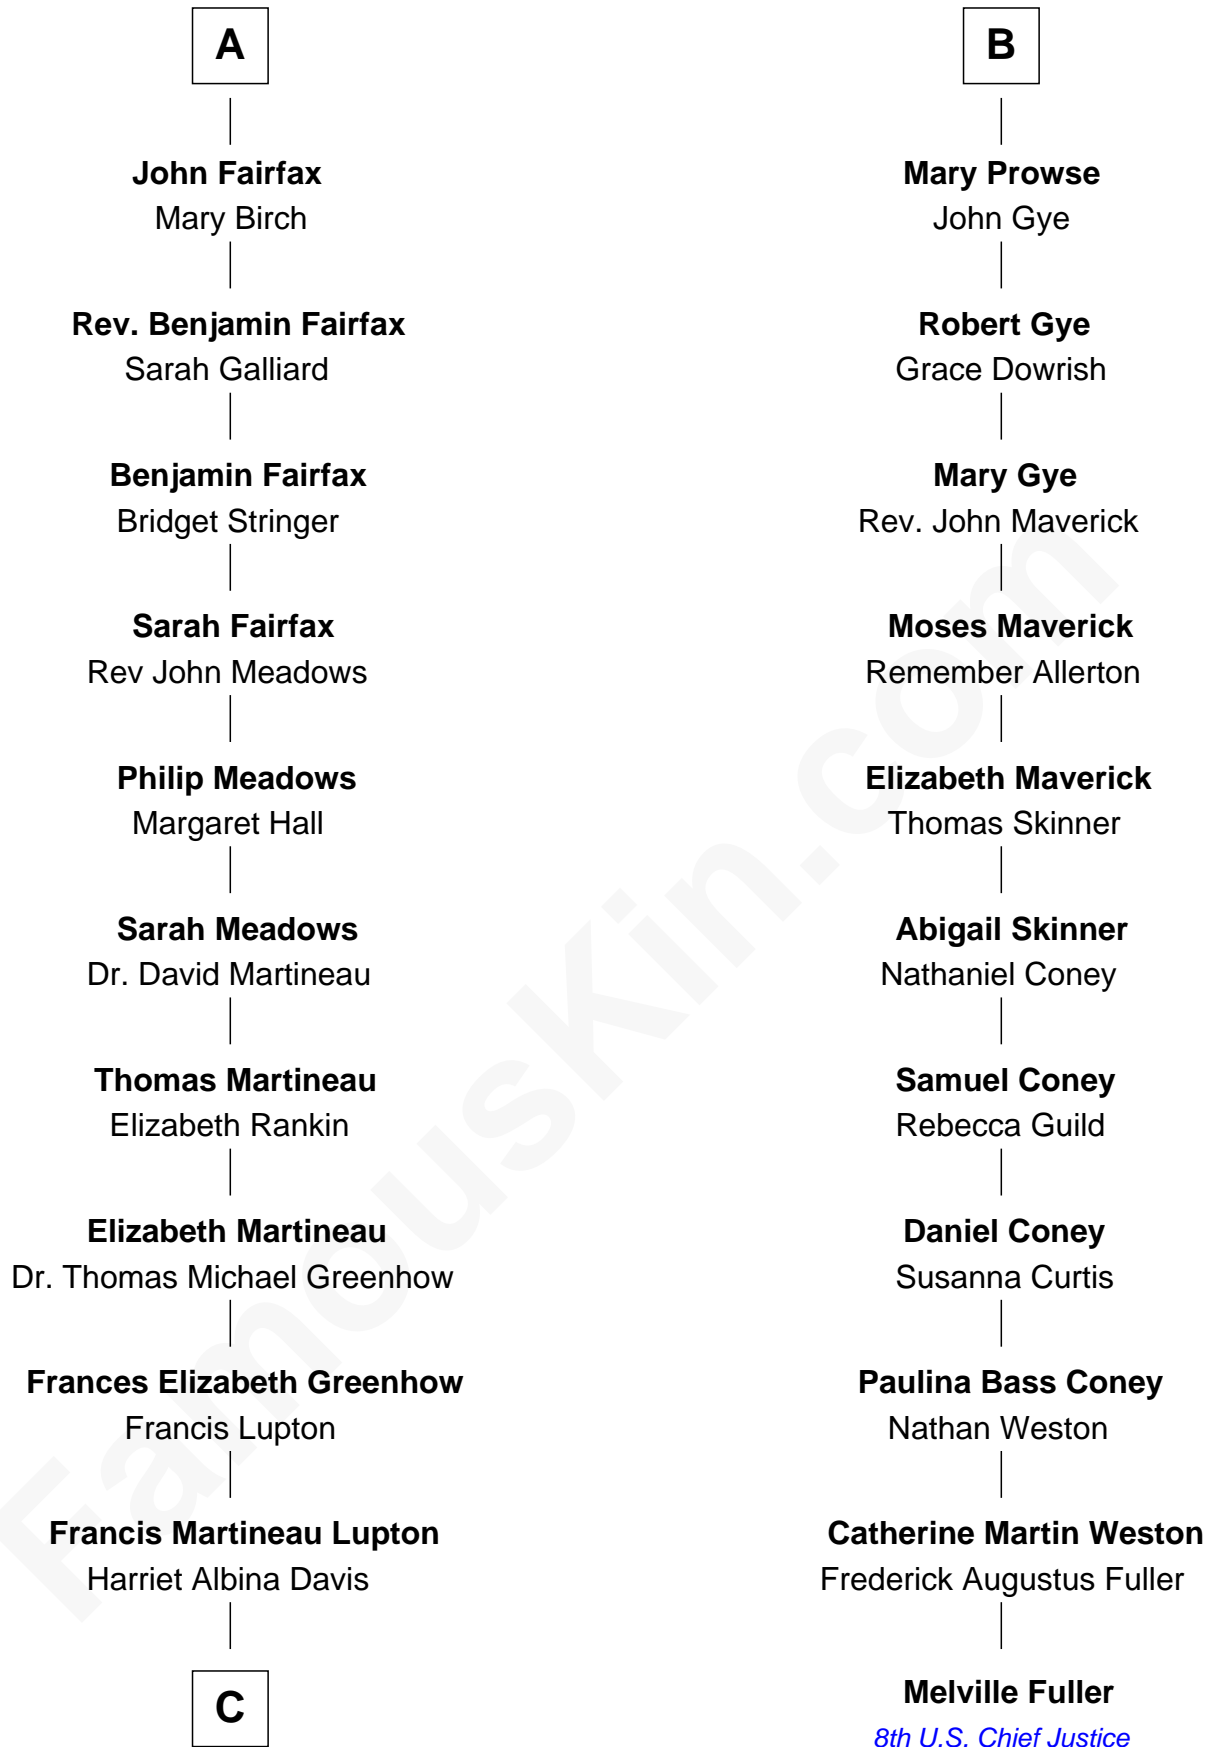 A
John Fairfax
Mary Birch
Rev. Benjamin Fairfax
Sarah Galliard
Benjamin Fairfax
Bridget Stringer
Sarah Fairfax
Rev John Meadows
Philip Meadows
Margaret Hall
Sarah Meadows
Dr. David Martineau
Thomas Martineau
Elizabeth Rankin
Elizabeth Martineau
Dr. Thomas Michael Greenhow
Frances Elizabeth Greenhow
Francis Lupton
Francis Martineau Lupton
Harriet Albina Davis
C
B
Mary Prowse
John Gye
Robert Gye
Grace Dowrish
Mary Gye
Rev. John Maverick
Moses Maverick
Remember Allerton
Elizabeth Maverick
Thomas Skinner
Abigail Skinner
Nathaniel Coney
Samuel Coney
Rebecca Guild
Daniel Coney
Susanna Curtis
Paulina Bass Coney
Nathan Weston
Catherine Martin Weston
Frederick Augustus Fuller
Melville Fuller
8th U.S. Chief Justice
FamousKin.com